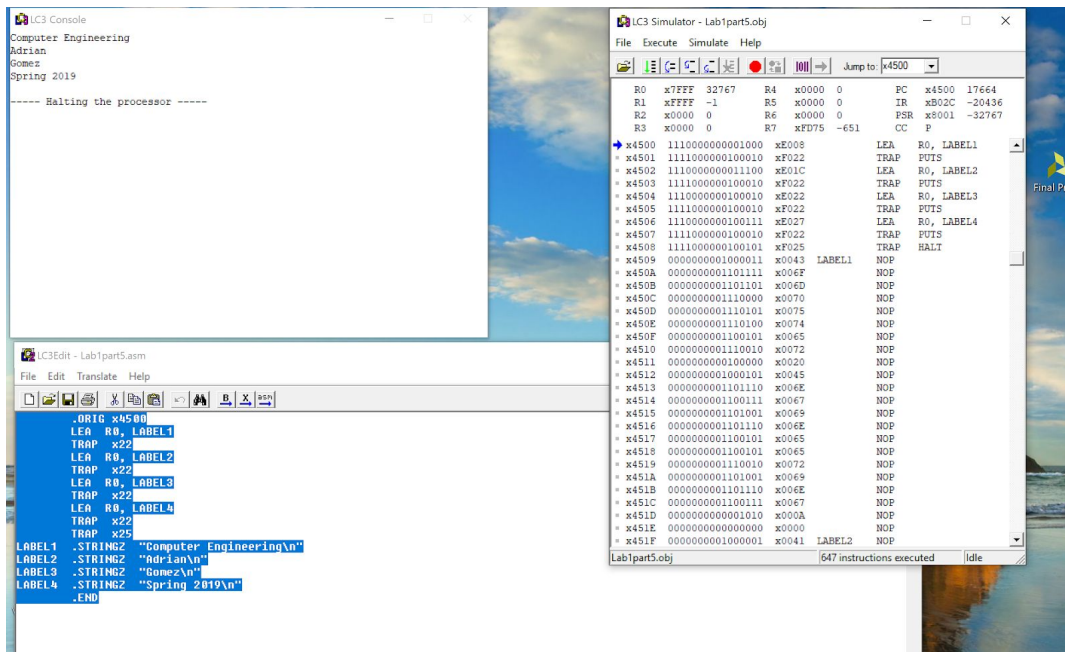 LC3 Console
Computer Engineering
Adrian
Gomez
Spring 2019
----- Halting the processor -----
LC3 Simulator - Lab1part5.obj
File Execute Simulate Help
Jump to: x4500
R0 x7FFF 32767 R4 x0000 0 PC x4500 17664
R1 xFFFF -1 R5 x0000 0 IR xB02C -20436
R2 x0000 0 R6 x0000 0 PSR x8001 -32767
R3 x0000 0 R7 xFD75 -651 CC P
x4500 1110000000001000 xE008 LEA R0, LABEL1
x4501 1111000000100010 xF022 TRAP PUTS
x4502 1110000000011100 xE01C LEA R0, LABEL2
x4503 1111000000100010 xF022 TRAP PUTS
x4504 1110000000100010 xE022 LEA R0, LABEL3
x4505 1111000000100010 xF022 TRAP PUTS
x4506 1110000000100111 xE027 LEA R0, LABEL4
x4507 1111000000100010 xF022 TRAP PUTS
x4508 1111000000100101 xF025 TRAP HALT
x4509 0000000001000011 x0043 LABEL1 NOP
x450A 0000000001101111 x006F NOP
x450B 0000000001101101 x006D NOP
x450C 0000000001110000 x0070 NOP
x450D 0000000001110101 x0075 NOP
x450E 0000000001110100 x0074 NOP
x450F 0000000001100101 x0065 NOP
x4510 0000000001110010 x0072 NOP
x4511 0000000000100000 x0020 NOP
x4512 0000000001000101 x0045 NOP
x4513 0000000001101110 x006E NOP
x4514 0000000001100111 x0067 NOP
x4515 0000000001101001 x0069 NOP
x4516 0000000001101110 x006E NOP
x4517 0000000001100101 x0065 NOP
x4518 0000000001100101 x0065 NOP
x4519 0000000001110010 x0072 NOP
x451A 0000000001101001 x0069 NOP
x451B 0000000001101110 x006E NOP
x451C 0000000001100111 x0067 NOP
x451D 0000000000001010 x000A NOP
x451E 0000000000000000 x0000 NOP
x451F 0000000001000001 x0041 LABEL2 NOP
Lab1part5.obj 647 instructions executed Idle
LC3Edit - Lab1part5.asm
File Edit Translate Help
B X asm
.ORIG x4500
LEA R0, LABEL1
TRAP x22
LEA R0, LABEL2
TRAP x22
LEA R0, LABEL3
TRAP x22
LEA R0, LABEL4
TRAP x22
TRAP x25
LABEL1 .STRINGZ "Computer Engineering\n"
LABEL2 .STRINGZ "Adrian\n"
LABEL3 .STRINGZ "Gomez\n"
LABEL4 .STRINGZ "Spring 2019\n"
.END
Final